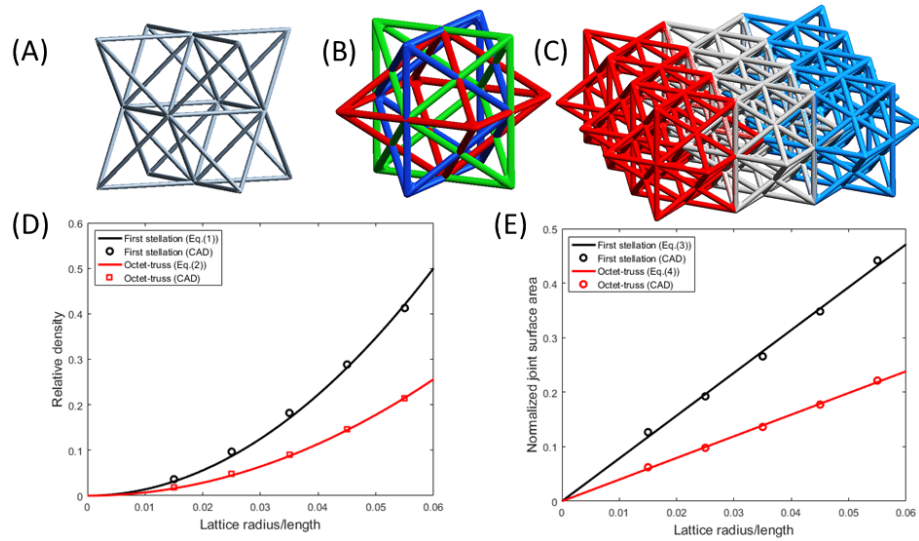 (A)
(B)
(C)
(D)
First stellation (Eq.(1))
First stellation (CAD)
Octet-truss (Eq.(2))
Octet-truss (CAD)
Relative density
0.6
0.5
0.4
0.3
0.2
0.1
0
0 0.01 0.02 0.03 0.04 0.05 0.06
Lattice radius/length
(E)
First stellation (Eq.(3))
First stellation (CAD)
Octet-truss (Eq.(4))
Octet-truss (CAD)
Normalized joint surface area
0.5
0.4
0.3
0.2
0.1
0
0 0.01 0.02 0.03 0.04 0.05 0.06
Lattice radius/length